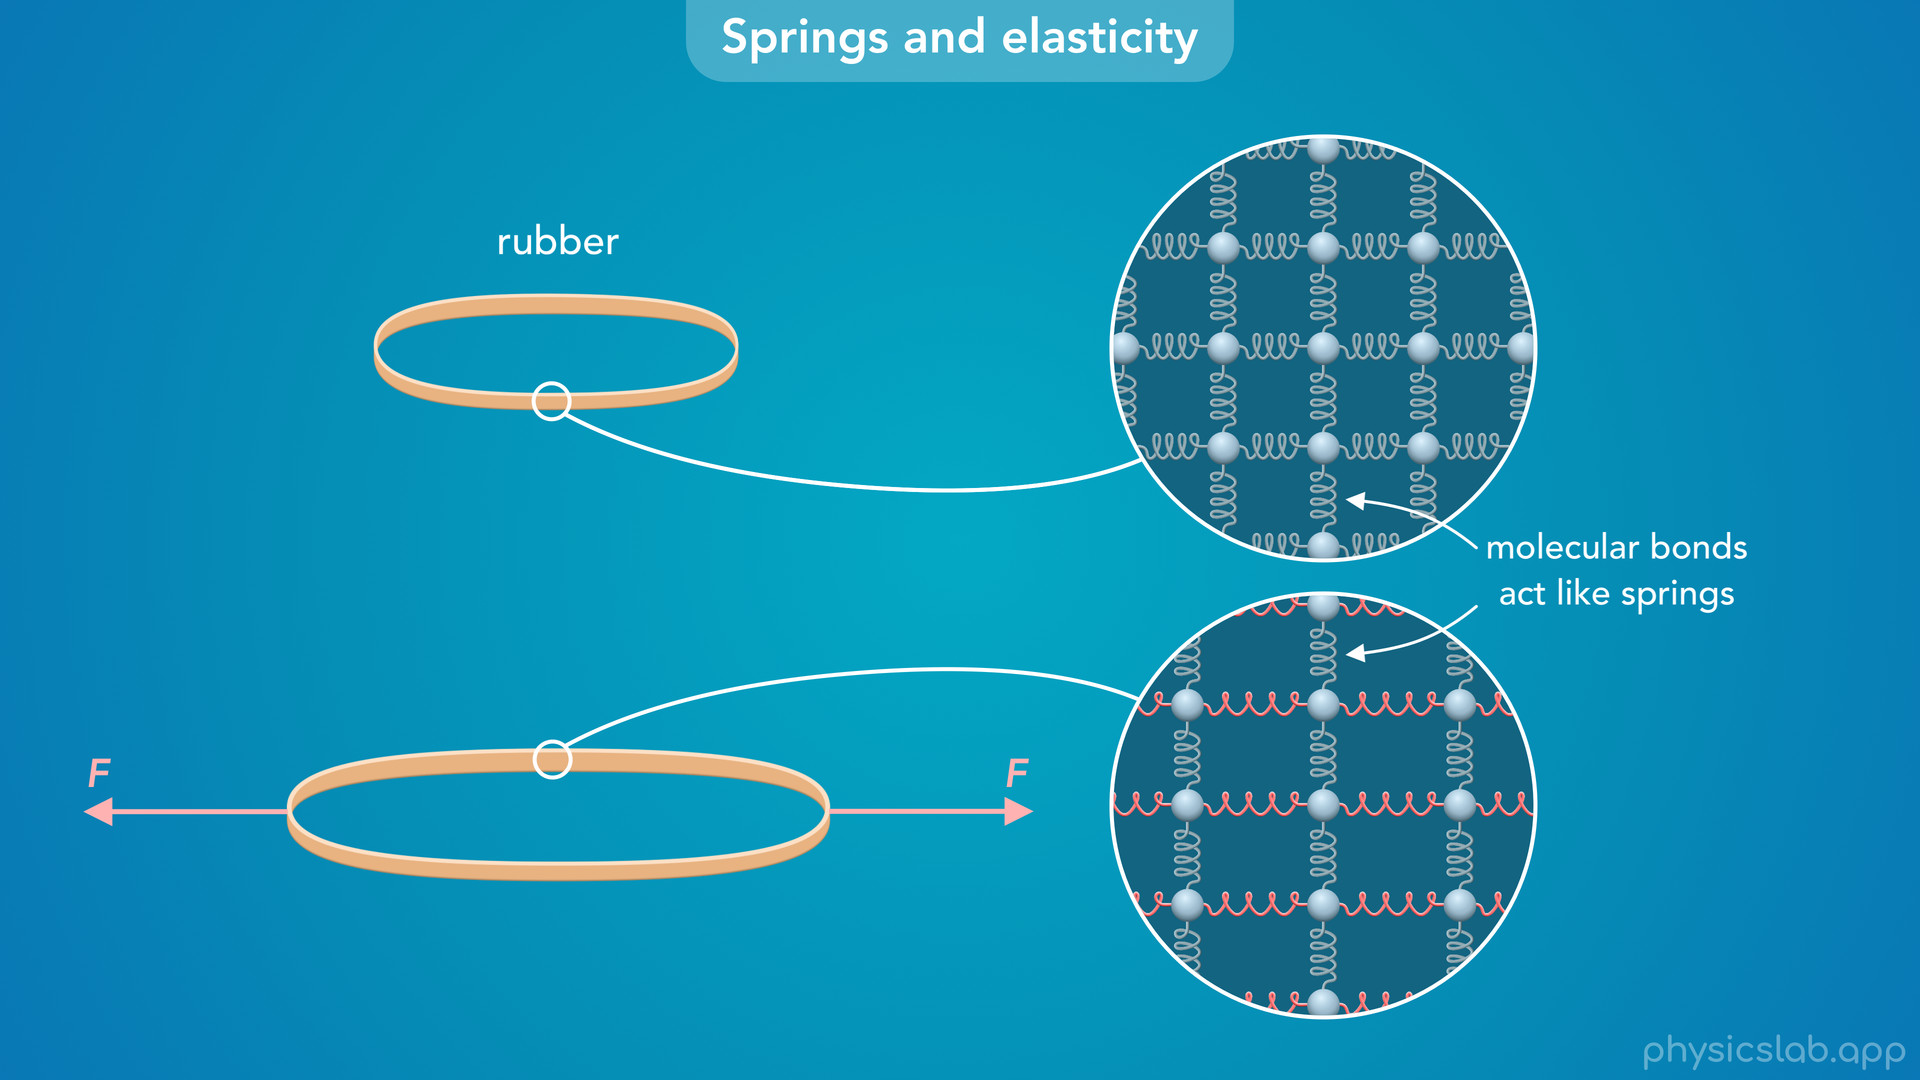 Springs and elasticity
rubber
molecular bonds
act like springs
F
F
physicslab.app